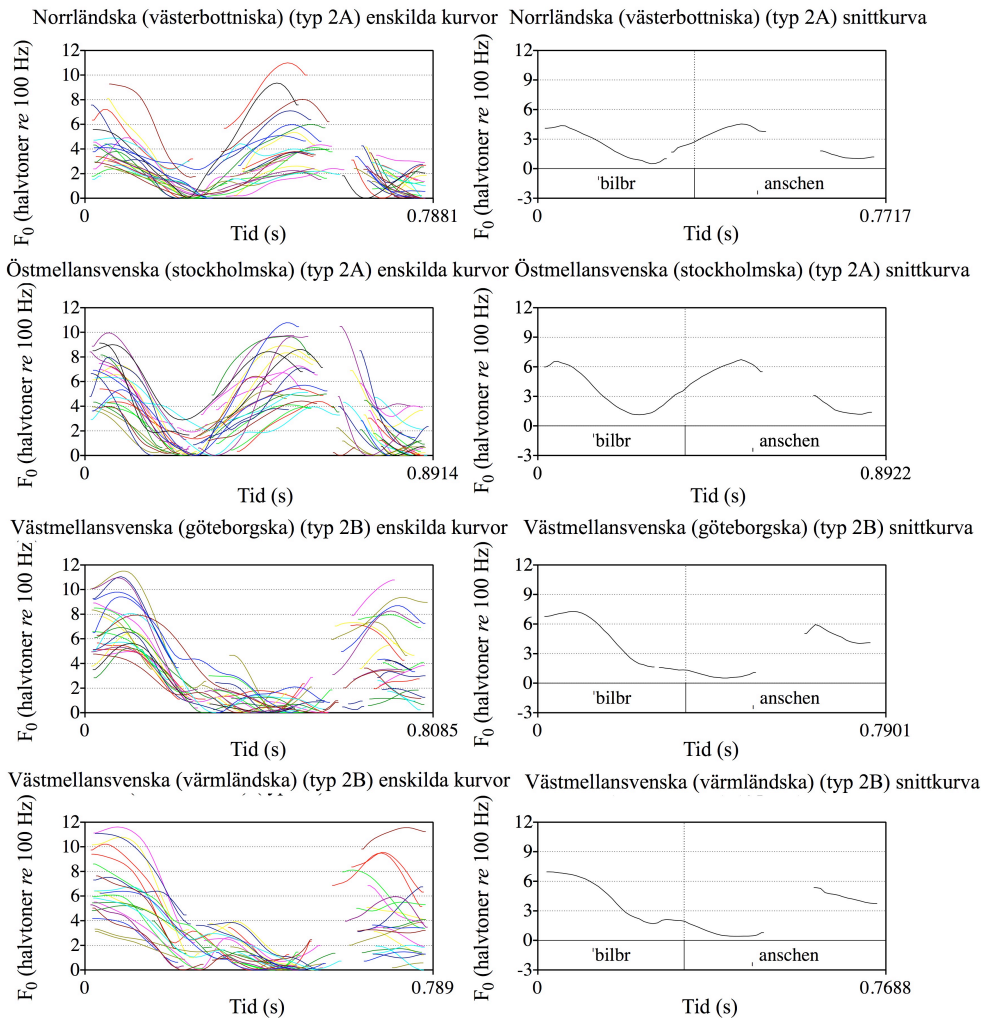 Norrländska (västerbottniska) (typ 2A) enskilda kurvor
F0 (halvtoner re 100 Hz)
12
10
8
6
4
2
0
0
0.7881
Tid (s)
Norrländska (västerbottniska) (typ 2A) snittkurva
F0 (halvtoner re 100 Hz)
12
9
6
3
0
-3
ˈbilbr
ˌanschen
0
0.7717
Tid (s)
Östmellansvenska (stockholmska) (typ 2A) enskilda kurvor
F0 (halvtoner re 100 Hz)
12
10
8
6
4
2
0
0
0.8914
Tid (s)
Östmellansvenska (stockholmska) (typ 2A) snittkurva
F0 (halvtoner re 100 Hz)
12
9
6
3
0
-3
ˈbilbr
ˌanschen
0
0.8922
Tid (s)
Västmellansvenska (göteborgska) (typ 2B) enskilda kurvor
F0 (halvtoner re 100 Hz)
12
10
8
6
4
2
0
0
0.8085
Tid (s)
Västmellansvenska (göteborgska) (typ 2B) snittkurva
F0 (halvtoner re 100 Hz)
12
9
6
3
0
-3
ˈbilbr
ˌanschen
0
0.7901
Tid (s)
Västmellansvenska (värmländska) (typ 2B) enskilda kurvor
F0 (halvtoner re 100 Hz)
12
10
8
6
4
2
0
0
0.789
Tid (s)
Västmellansvenska (värmländska) (typ 2B) snittkurva
F0 (halvtoner re 100 Hz)
12
9
6
3
0
-3
ˈbilbr
ˌanschen
0
0.7688
Tid (s)